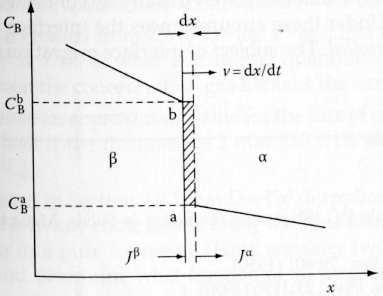 C_B
dx
v = dx/dt
C_B^b
b
β
α
C_B^a
a
J^β
J^α
x